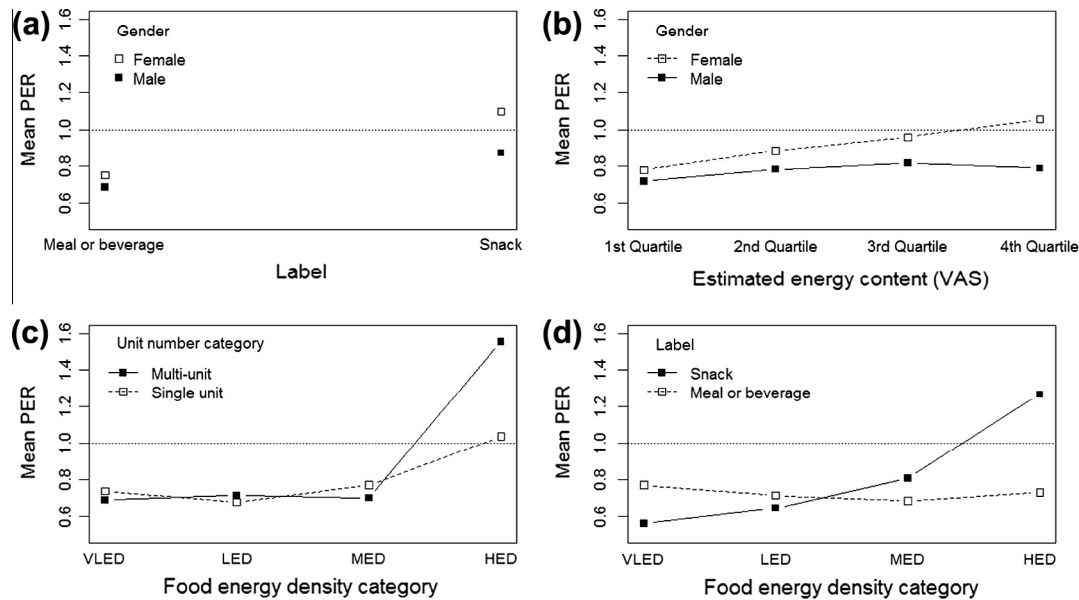 (a)
Mean PER
1.6
1.4
1.2
1.0
0.8
0.6
Gender
Female
Male
Meal or beverage
Snack
Label
(b)
Mean PER
1.6
1.4
1.2
1.0
0.8
0.6
Gender
Female
Male
1st Quartile
2nd Quartile
3rd Quartile
4th Quartile
Estimated energy content (VAS)
(c)
Mean PER
1.6
1.4
1.2
1.0
0.8
0.6
Unit number category
Multi-unit
Single unit
VLED
LED
MED
HED
Food energy density category
(d)
Mean PER
1.6
1.4
1.2
1.0
0.8
0.6
Label
Snack
Meal or beverage
VLED
LED
MED
HED
Food energy density category